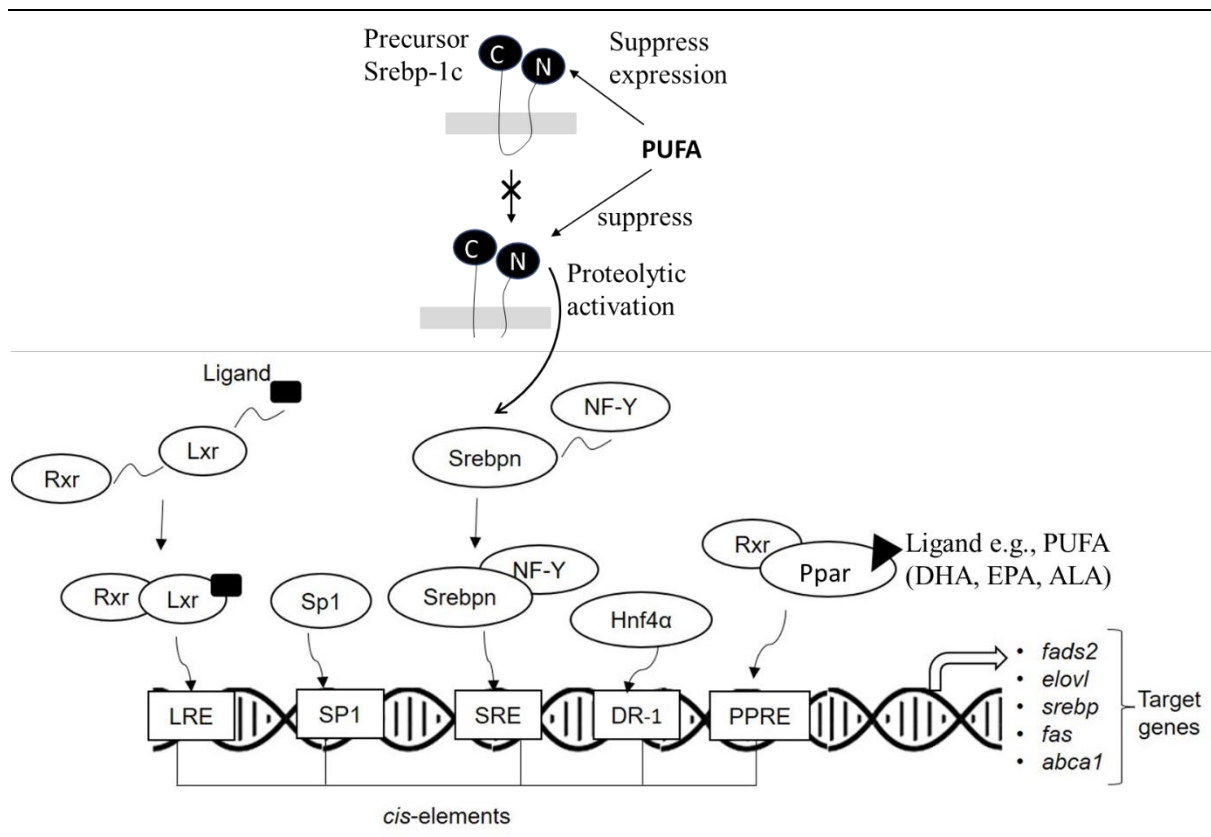 Precursor
Srebp-1c
C
N
Suppress
expression
PUFA
suppress
C
N
Proteolytic
activation
Ligand
NF-Y
Lxr
Rxr
Srebpn
Rxr
Ppar
Ligand e.g., PUFA
(DHA, EPA, ALA)
Rxr
Lxr
Sp1
NF-Y
Srebpn
Hnf4α
LRE
SP1
SRE
DR-1
PPRE
• fads2
• elovl
• srebp
• fas
• abca1
Target
genes
cis-elements